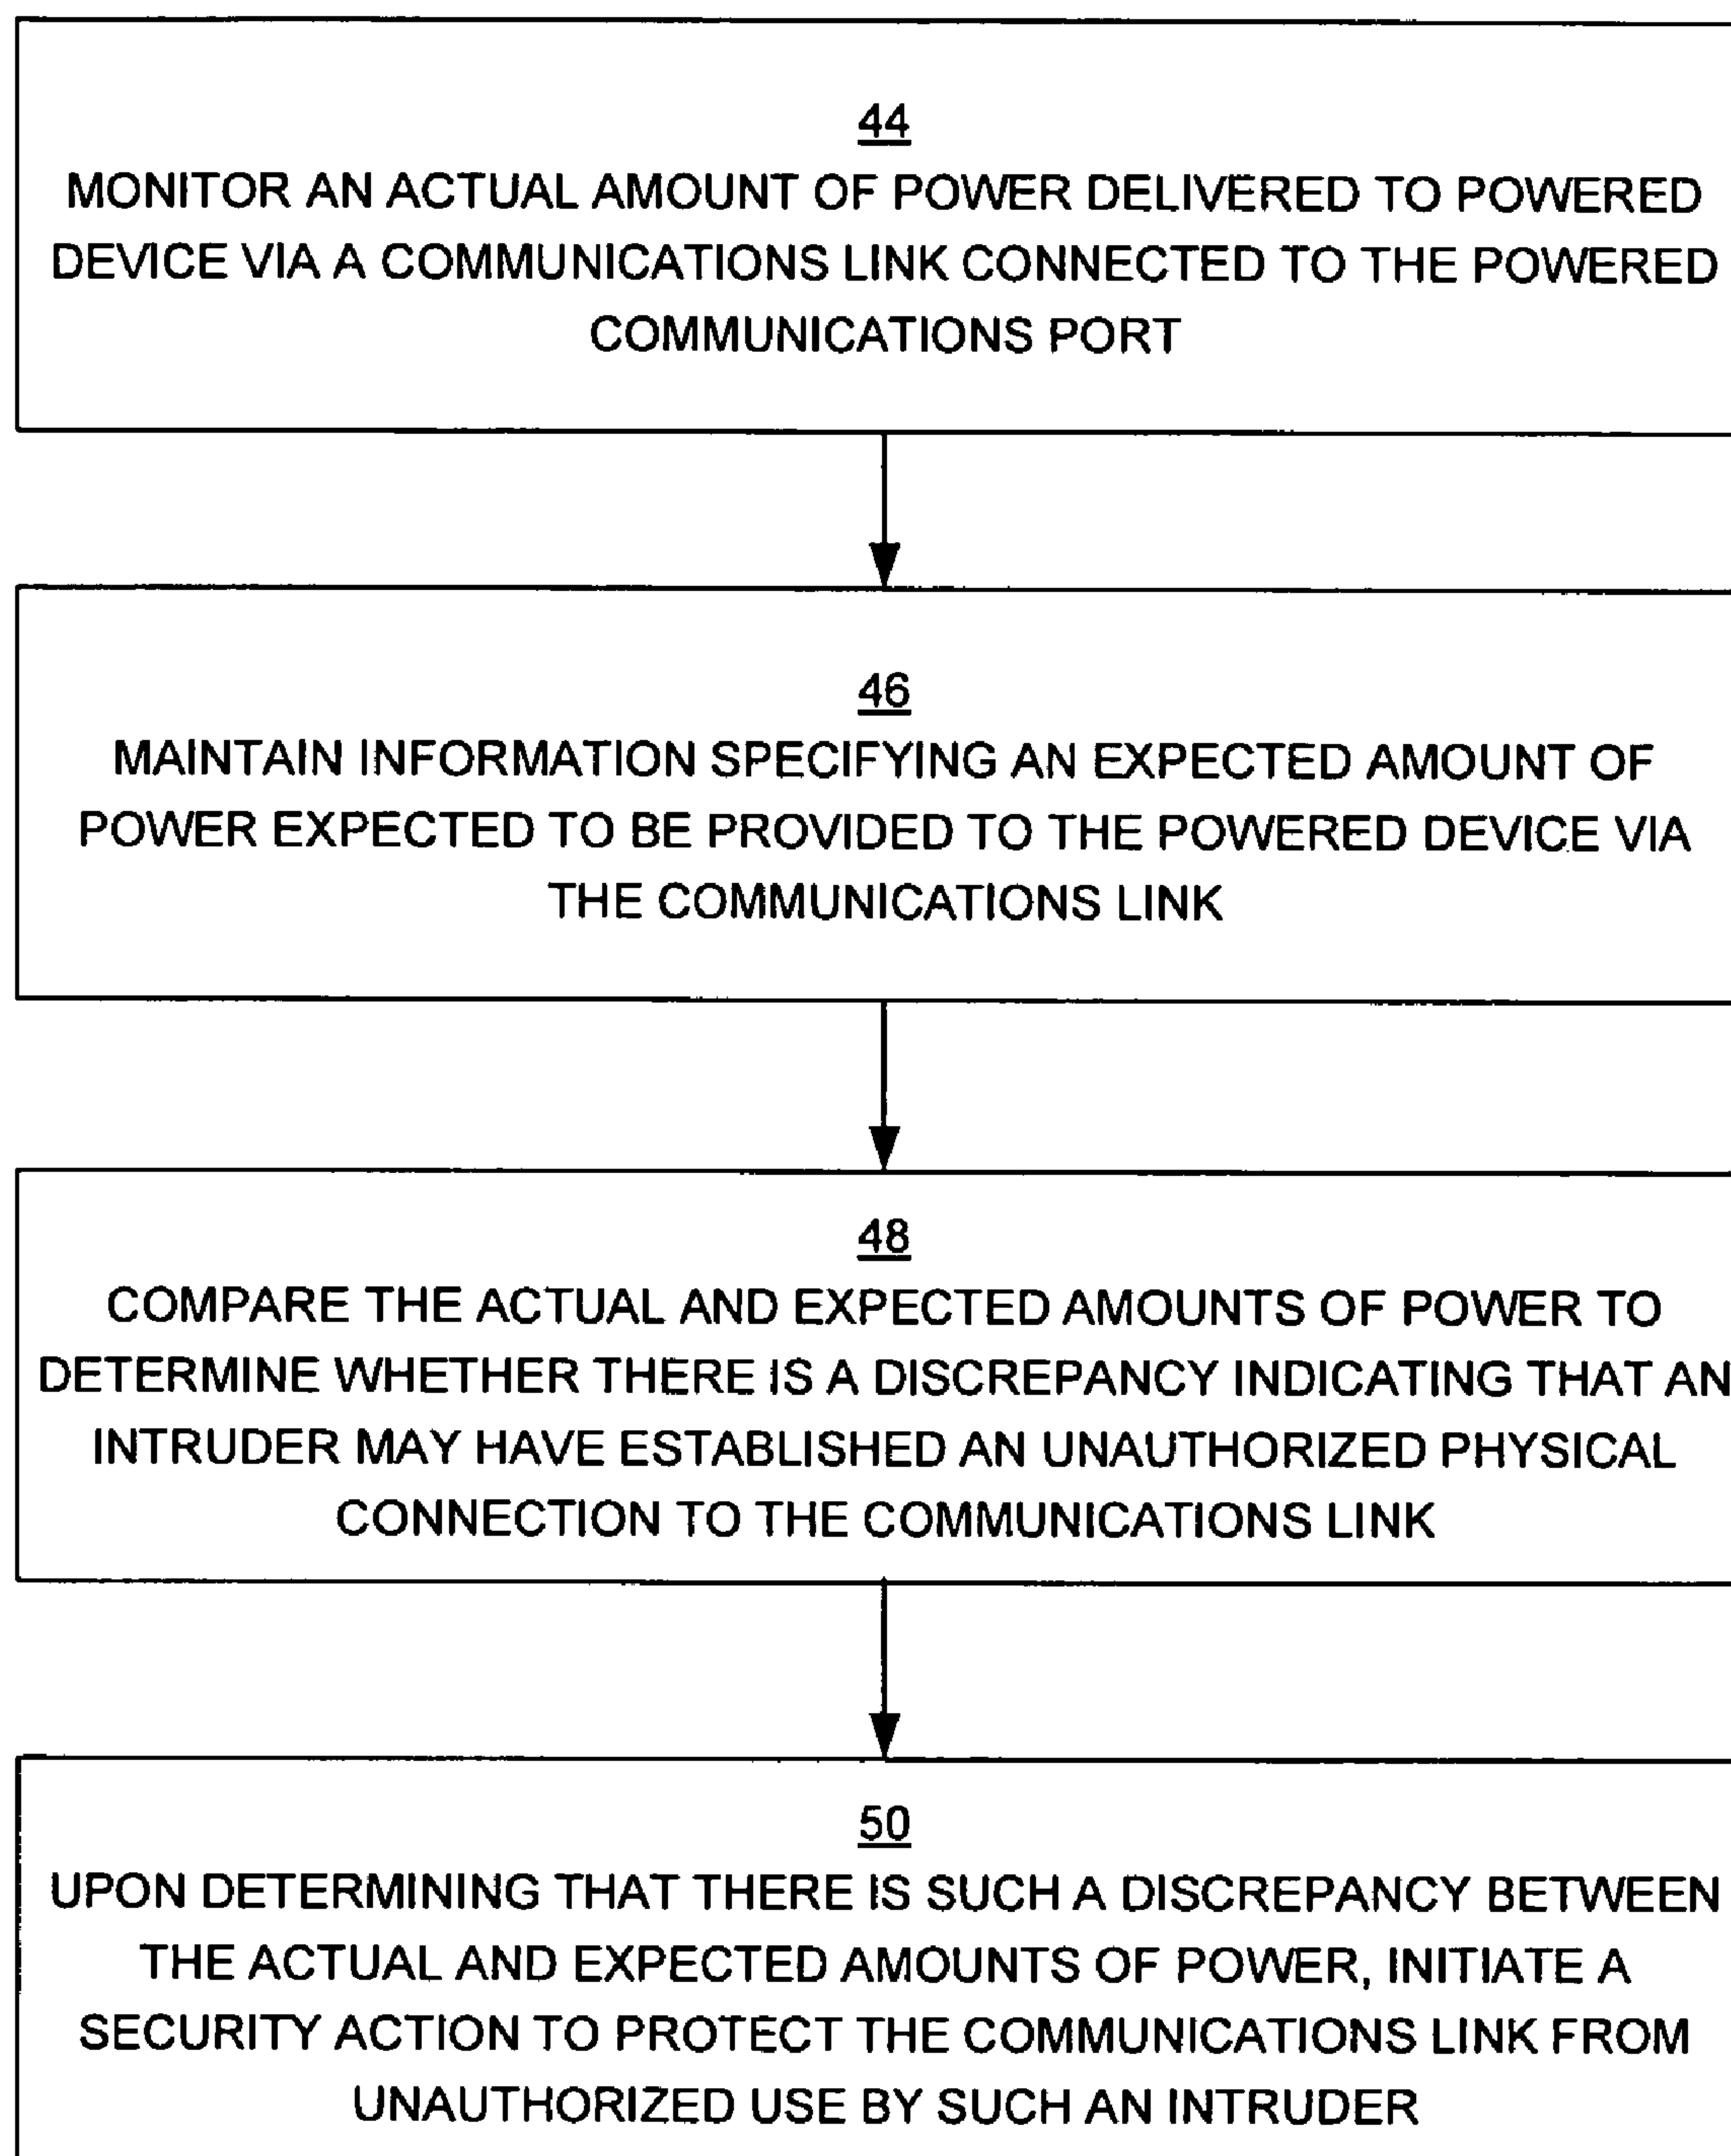 44
MONITOR AN ACTUAL AMOUNT OF POWER DELIVERED TO POWERED
DEVICE VIA A COMMUNICATIONS LINK CONNECTED TO THE POWERED
COMMUNICATIONS PORT
46
MAINTAIN INFORMATION SPECIFYING AN EXPECTED AMOUNT OF
POWER EXPECTED TO BE PROVIDED TO THE POWERED DEVICE VIA
THE COMMUNICATIONS LINK
48
COMPARE THE ACTUAL AND EXPECTED AMOUNTS OF POWER TO
DETERMINE WHETHER THERE IS A DISCREPANCY INDICATING THAT AN
INTRUDER MAY HAVE ESTABLISHED AN UNAUTHORIZED PHYSICAL
CONNECTION TO THE COMMUNICATIONS LINK
50
UPON DETERMINING THAT THERE IS SUCH A DISCREPANCY BETWEEN
THE ACTUAL AND EXPECTED AMOUNTS OF POWER, INITIATE A
SECURITY ACTION TO PROTECT THE COMMUNICATIONS LINK FROM
UNAUTHORIZED USE BY SUCH AN INTRUDER